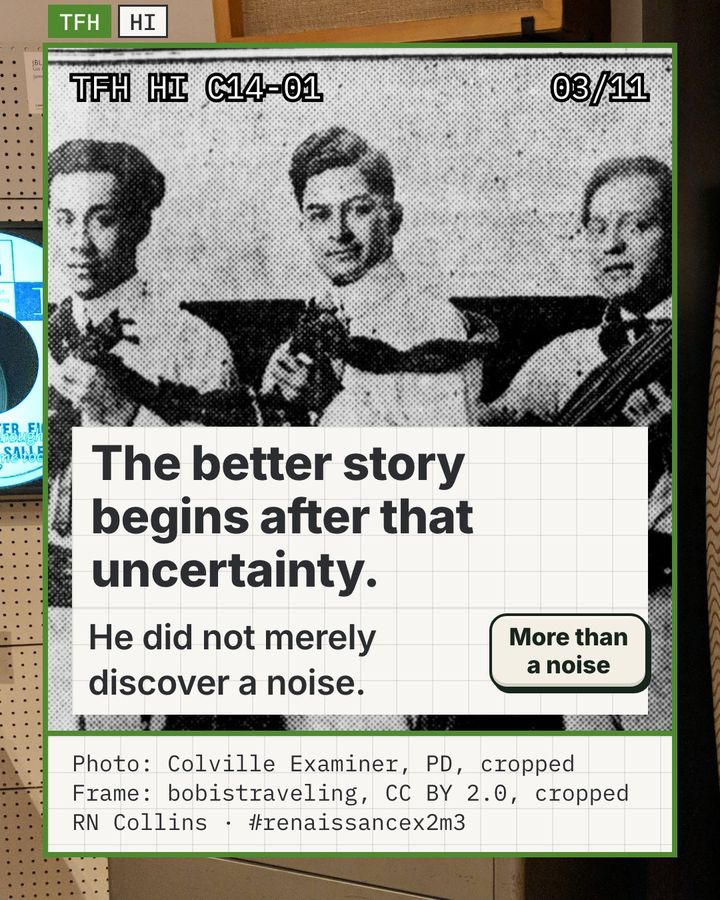 TFH HI
TFH HI C14-01 03/11
The better story
begins after that
uncertainty.
He did not merely
discover a noise.
More than
a noise
Photo: Colville Examiner, PD, cropped
Frame: bobistraveling, CC BY 2.0, cropped
RN Collins · #renaissancex2m3